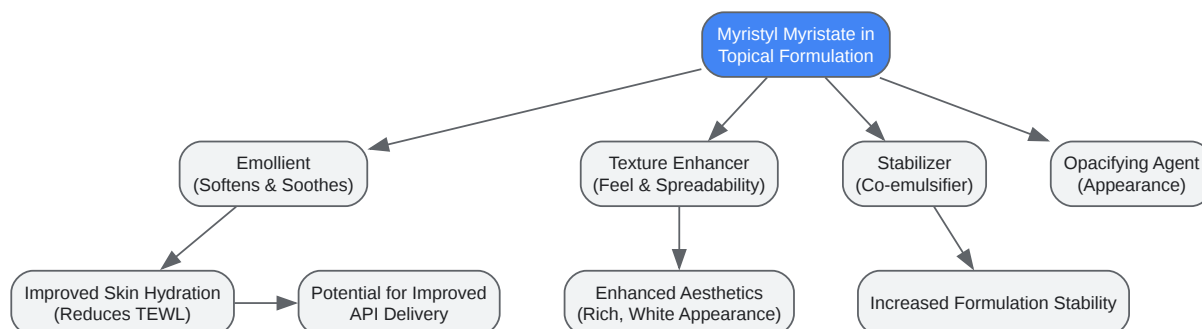 Myristyl Myristate in
Topical Formulation
Emollient
(Softens & Soothes)
Texture Enhancer
(Feel & Spreadability)
Stabilizer
(Co-emulsifier)
Opacifying Agent
(Appearance)
Improved Skin Hydration
(Reduces TEWL)
Potential for Improved
API Delivery
Enhanced Aesthetics
(Rich, White Appearance)
Increased Formulation Stability